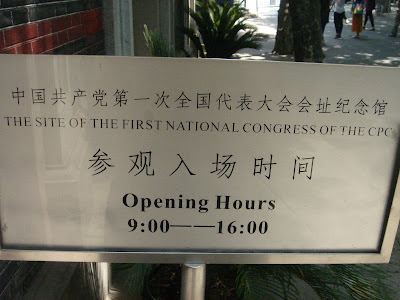 中国共产党第一次全国代表大会会址纪念馆
THE SITE OF THE FIRST NATIONAL CONGRESS OF THE CPC
参观入场时间
Opening Hours
9:00——16:00